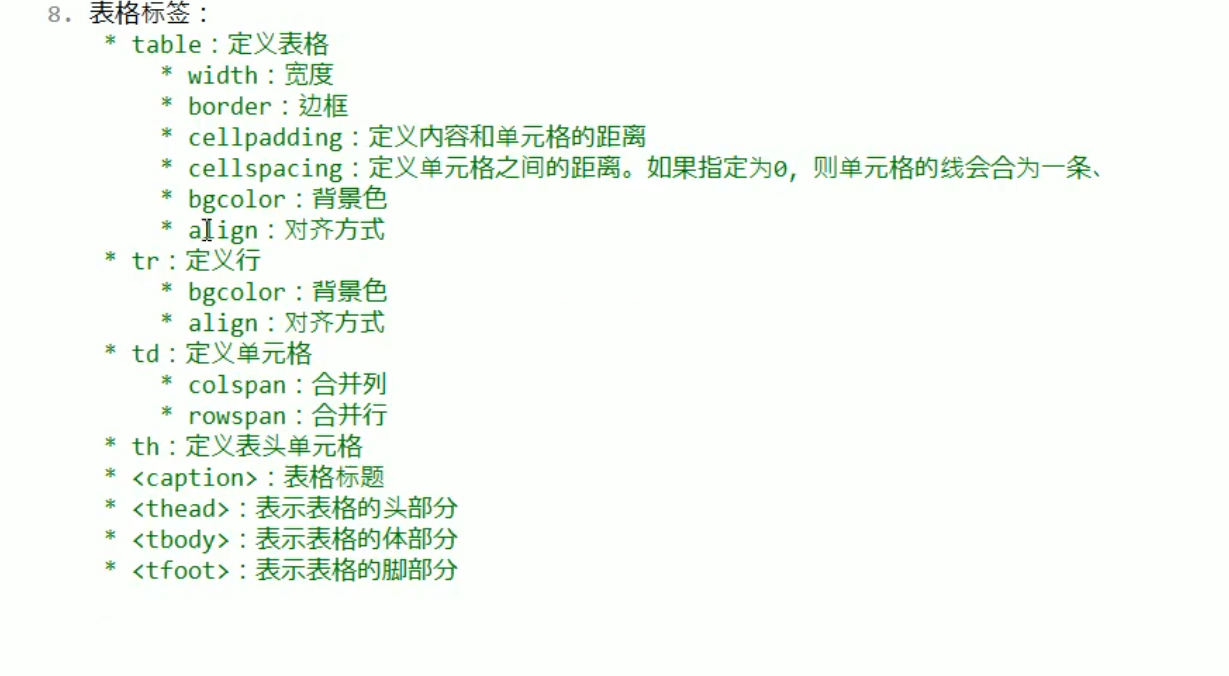 8. 表格标签：
* table：定义表格
* width：宽度
* border：边框
* cellpadding：定义内容和单元格的距离
* cellspacing：定义单元格之间的距离。如果指定为0，则单元格的线会合为一条、
* bgcolor：背景色
* align：对齐方式
* tr：定义行
* bgcolor：背景色
* align：对齐方式
* td：定义单元格
* colspan：合并列
* rowspan：合并行
* th：定义表头单元格
* <caption>：表格标题
* <thead>：表示表格的头部分
* <tbody>：表示表格的体部分
* <tfoot>：表示表格的脚部分